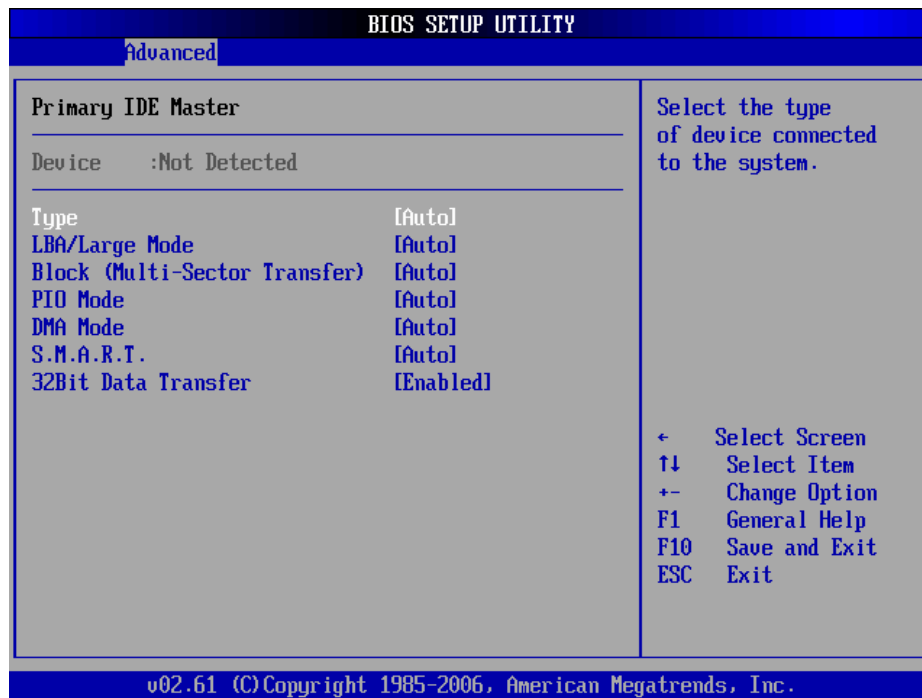 BIOS SETUP UTILITY
Advanced
Primary IDE Master
Device :Not Detected
Type [Auto]
LBA/Large Mode [Auto]
Block (Multi-Sector Transfer) [Auto]
PIO Mode [Auto]
DMA Mode [Auto]
S.M.A.R.T. [Auto]
32Bit Data Transfer [Enabled]
Select the type
of device connected
to the system.
← Select Screen
↑↓ Select Item
+- Change Option
F1 General Help
F10 Save and Exit
ESC Exit
v02.61 (C)Copyright 1985-2006, American Megatrends, Inc.